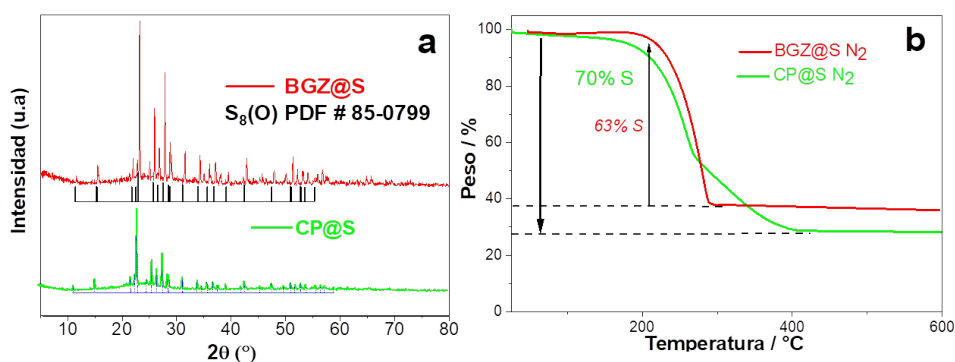 a
BGZ@S
S₈(O) PDF # 85-0799
CP@S
Intensidad (u.a)
10 20 30 40 50 60 70 80
2θ (°)
b
100
80
60
40
20
0
BGZ@S N₂
CP@S N₂
70% S
63% S
Peso / %
200 400 600
Temperatura / °C